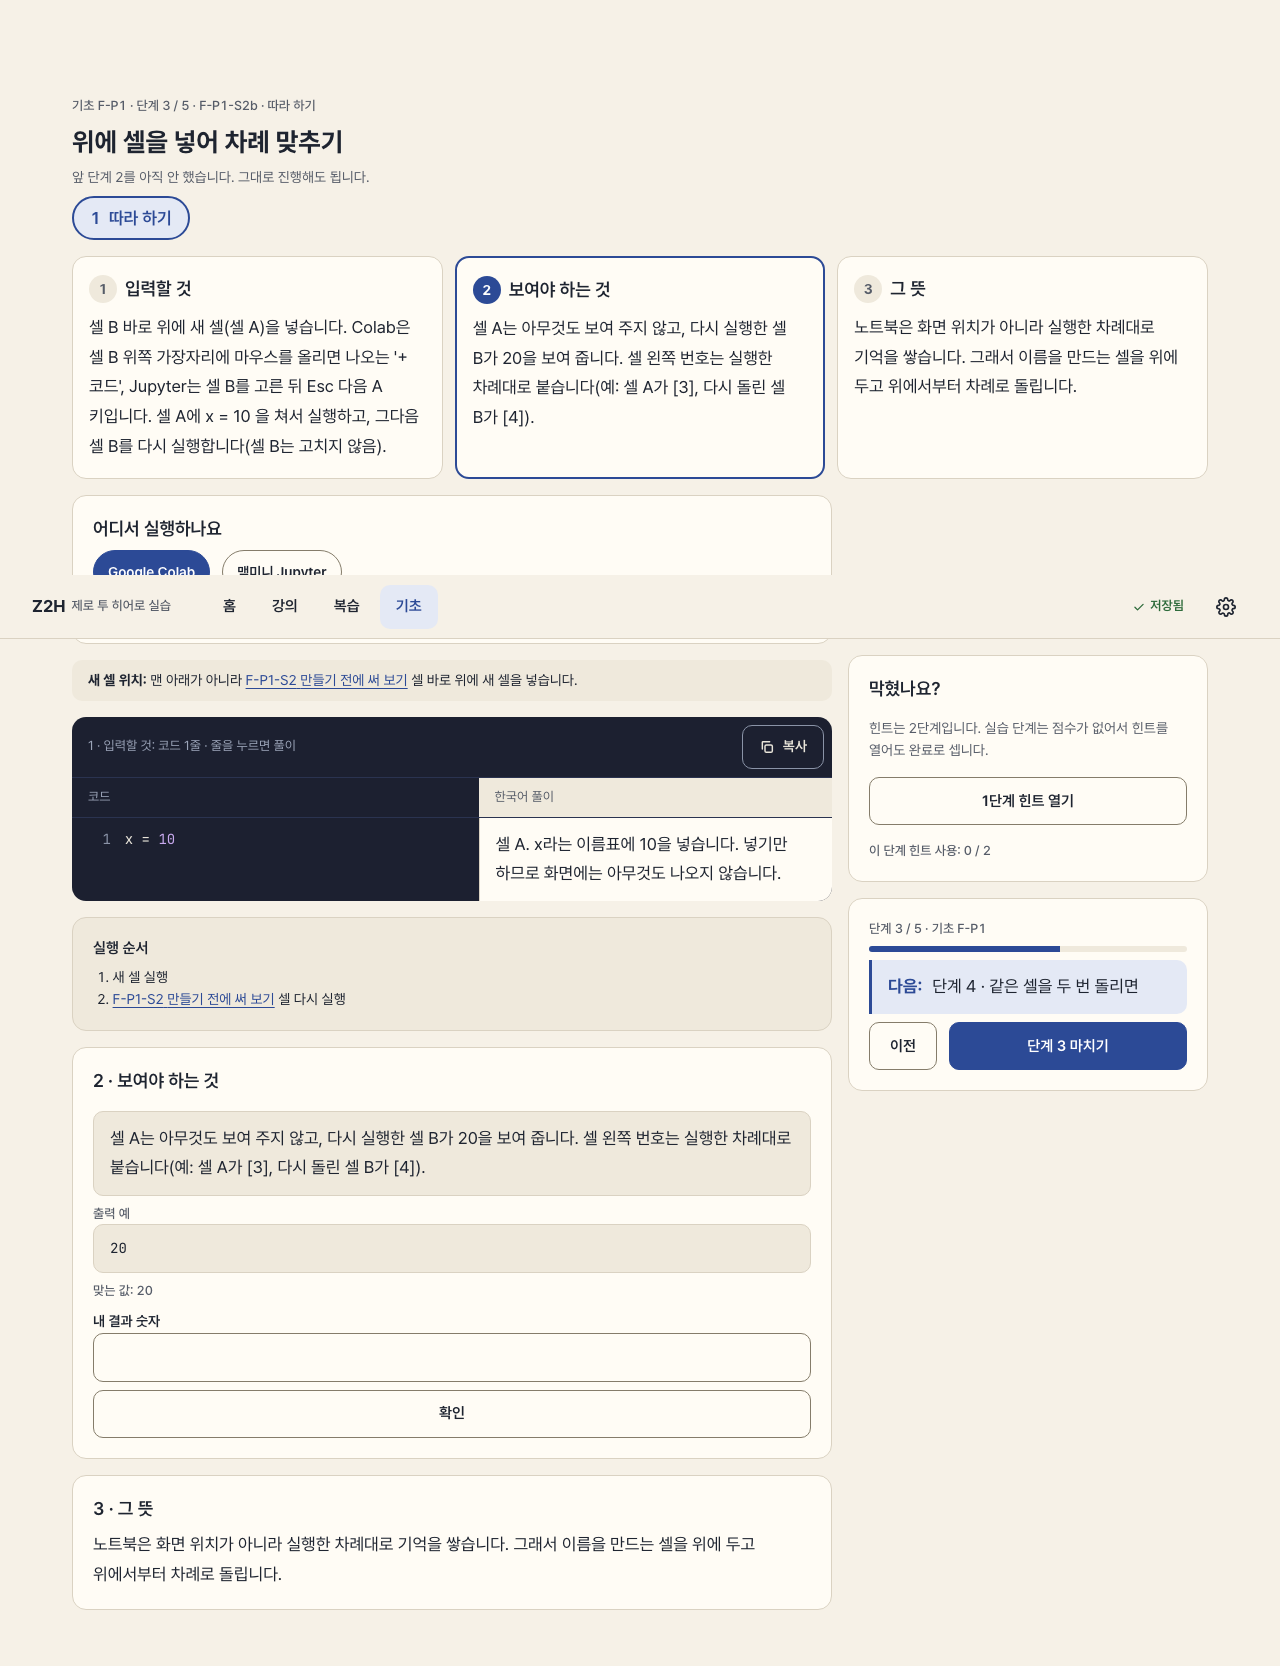 기초 F-P1 · 단계 3 / 5 · F-P1-S2b · 따라 하기
위에 셀을 넣어 차례 맞추기
앞 단계 2를 아직 안 했습니다. 그대로 진행해도 됩니다.
1 따라 하기
1 입력할 것
셀 B 바로 위에 새 셀(셀 A)을 넣습니다. Colab은
셀 B 위쪽 가장자리에 마우스를 올리면 나오는 '+
코드', Jupyter는 셀 B를 고른 뒤 Esc 다음 A
키입니다. 셀 A에 x = 10 을 쳐서 실행하고, 그다음
셀 B를 다시 실행합니다(셀 B는 고치지 않음).
2 보여야 하는 것
셀 A는 아무것도 보여 주지 않고, 다시 실행한 셀
B가 20을 보여 줍니다. 셀 왼쪽 번호는 실행한
차례대로 붙습니다(예: 셀 A가 [3], 다시 돌린 셀
B가 [4]).
3 그 뜻
노트북은 화면 위치가 아니라 실행한 차례대로
기억을 쌓습니다. 그래서 이름을 만드는 셀을 위에
두고 위에서부터 차례로 돌립니다.
어디서 실행하나요
Google Colab
맥미니 Jupyter
Z2H 제로 투 히어로 실습
홈
강의
복습
기초
저장됨
새 셀 위치: 맨 아래가 아니라 F-P1-S2 만들기 전에 써 보기 셀 바로 위에 새 셀을 넣습니다.
1 · 입력할 것: 코드 1줄 · 줄을 누르면 풀이
복사
코드
한국어 풀이
1 x = 10
셀 A. x라는 이름표에 10을 넣습니다. 넣기만
하므로 화면에는 아무것도 나오지 않습니다.
실행 순서
1. 새 셀 실행
2. F-P1-S2 만들기 전에 써 보기 셀 다시 실행
2 · 보여야 하는 것
셀 A는 아무것도 보여 주지 않고, 다시 실행한 셀 B가 20을 보여 줍니다. 셀 왼쪽 번호는 실행한 차례대로
붙습니다(예: 셀 A가 [3], 다시 돌린 셀 B가 [4]).
출력 예
20
맞는 값: 20
내 결과 숫자
확인
3 · 그 뜻
노트북은 화면 위치가 아니라 실행한 차례대로 기억을 쌓습니다. 그래서 이름을 만드는 셀을 위에 두고
위에서부터 차례로 돌립니다.
막혔나요?
힌트는 2단계입니다. 실습 단계는 점수가 없어서 힌트를
열어도 완료로 셉니다.
1단계 힌트 열기
이 단계 힌트 사용: 0 / 2
단계 3 / 5 · 기초 F-P1
다음: 단계 4 · 같은 셀을 두 번 돌리면
이전
단계 3 마치기